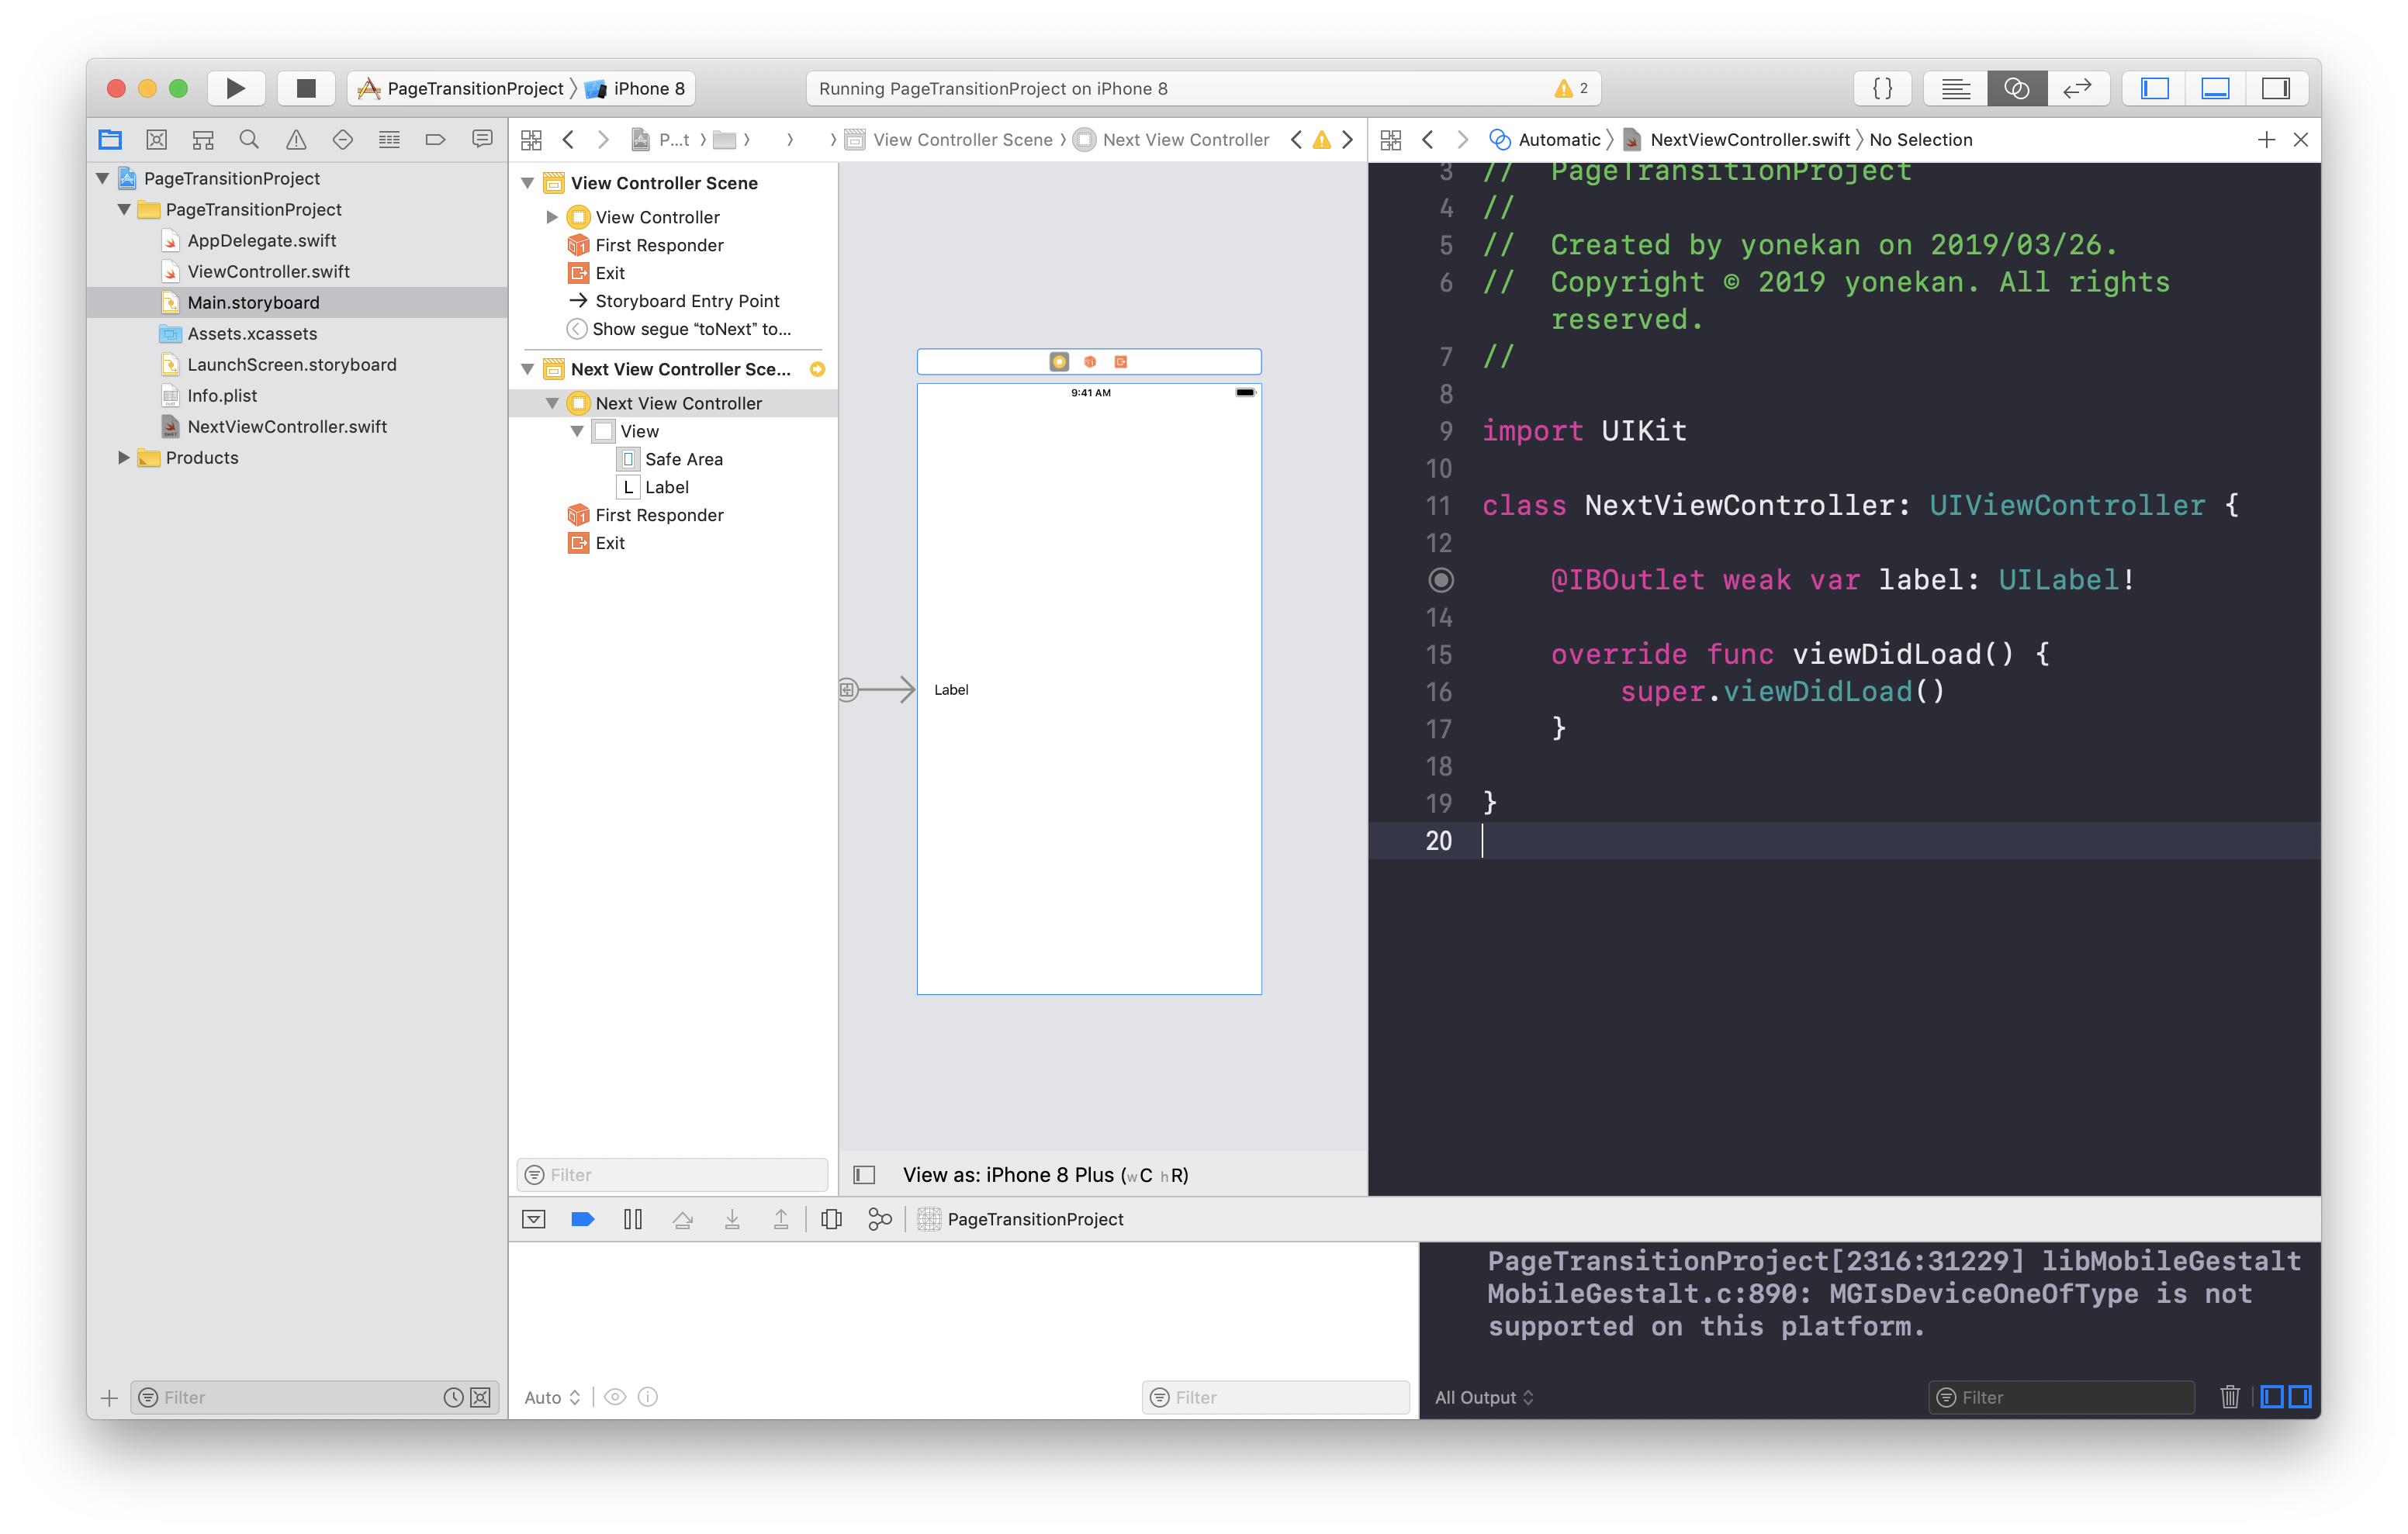 PageTransitionProject 〉 iPhone 8
Running PageTransitionProject on iPhone 8
2
{ }
P...t 〉 〉 〉 〉 View Controller Scene 〉 Next View Controller
Automatic 〉 NextViewController.swift 〉 No Selection
PageTransitionProject
PageTransitionProject
AppDelegate.swift
ViewController.swift
Main.storyboard
Assets.xcassets
LaunchScreen.storyboard
Info.plist
NextViewController.swift
Products
Filter
View Controller Scene
View Controller
First Responder
Exit
Storyboard Entry Point
Show segue “toNext” to...
Next View Controller Sce...
Next View Controller
View
Safe Area
L Label
First Responder
Exit
Filter
9:41 AM
Label
View as: iPhone 8 Plus (wC hR)
3 //  PageTransitionProject
4 //
5 //  Created by yonekan on 2019/03/26.
6 //  Copyright © 2019 yonekan. All rights
reserved.
7 //
8
9 import UIKit
10
11 class NextViewController: UIViewController {
12
@IBOutlet weak var label: UILabel!
14
15 override func viewDidLoad() {
16 super.viewDidLoad()
17 }
18
19 }
20
PageTransitionProject
Auto
Filter
PageTransitionProject[2316:31229] libMobileGestalt
MobileGestalt.c:890: MGIsDeviceOneOfType is not
supported on this platform.
All Output
Filter